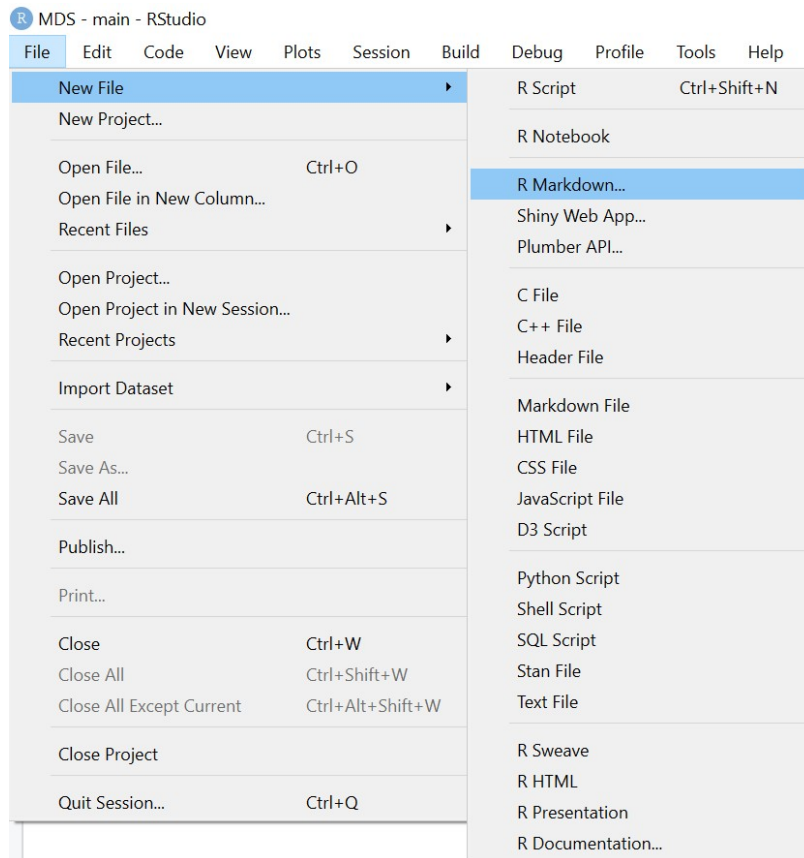 R MDS - main - RStudio
File Edit Code View Plots Session Build Debug Profile Tools Help
New File
New Project...
Open File... Ctrl+O
Open File in New Column...
Recent Files
Open Project...
Open Project in New Session...
Recent Projects
Import Dataset
Save Ctrl+S
Save As...
Save All Ctrl+Alt+S
Publish...
Print...
Close Ctrl+W
Close All Ctrl+Shift+W
Close All Except Current Ctrl+Alt+Shift+W
Close Project
Quit Session... Ctrl+Q
R Script Ctrl+Shift+N
R Notebook
R Markdown...
Shiny Web App...
Plumber API...
C File
C++ File
Header File
Markdown File
HTML File
CSS File
JavaScript File
D3 Script
Python Script
Shell Script
SQL Script
Stan File
Text File
R Sweave
R HTML
R Presentation
R Documentation...